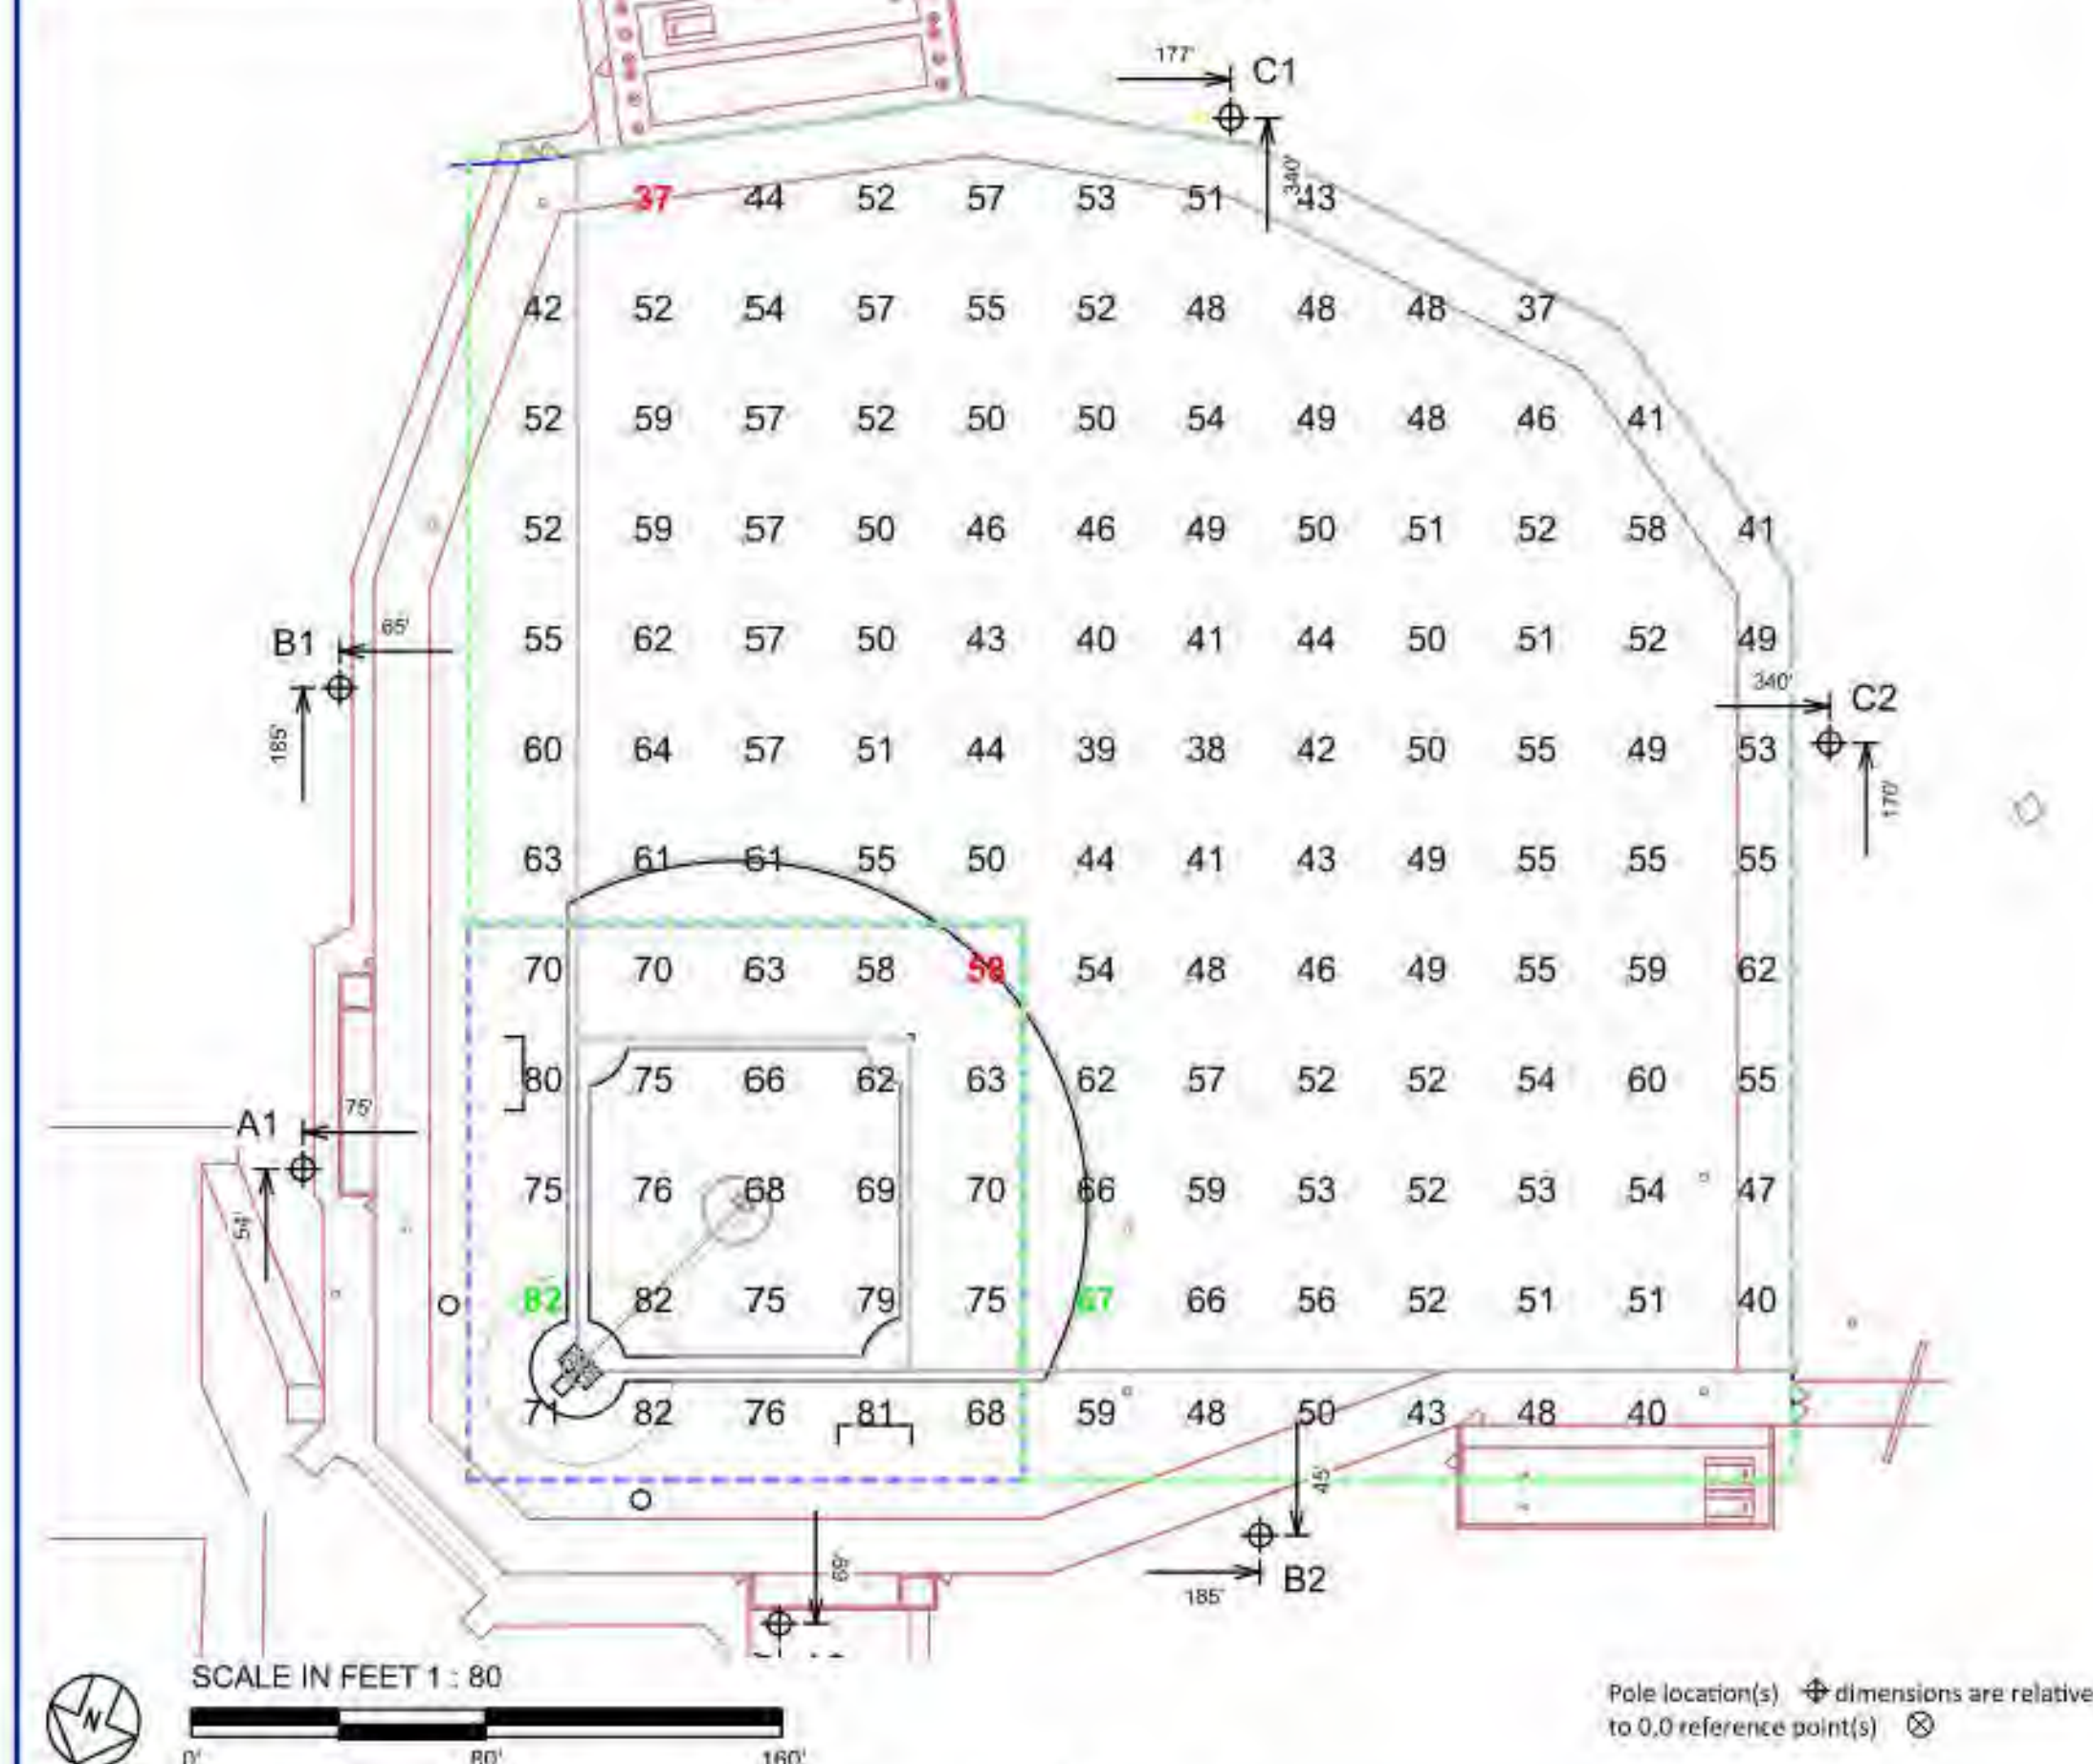 177' C1
340'
37 44 52 57 53 51 43
42 52 54 57 55 52 48 48 48 37
52 59 57 52 50 50 54 49 48 46 41
52 59 57 50 46 46 49 50 51 52 58 41
B1 65'
55 62 57 50 43 40 41 44 50 51 52 49
340' C2
185'
60 64 57 51 44 39 38 42 50 55 49 53
170'
63 61 61 55 50 44 41 43 49 55 55 55
70 70 63 58 58 54 48 46 49 55 59 62
80 75 66 62 63 62 57 52 52 54 60 55
A1 75'
75 76 68 69 70 66 59 53 52 53 54 47
54'
82 82 75 79 75 67 66 56 52 51 51 40
71 82 76 81 68 59 48 50 43 48 40
45'
69'
185' B2
SCALE IN FEET 1 : 80
N
0' 80' 160'
Pole location(s) dimensions are relative
to 0,0 reference point(s)